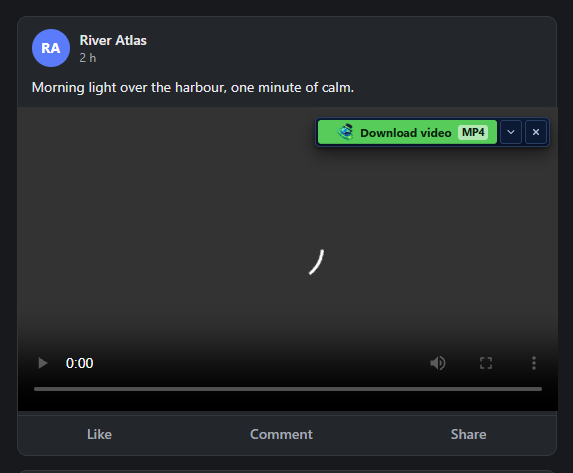 RA
River Atlas
2 h
Morning light over the harbour, one minute of calm.
Download video MP4
0:00
Like Comment Share